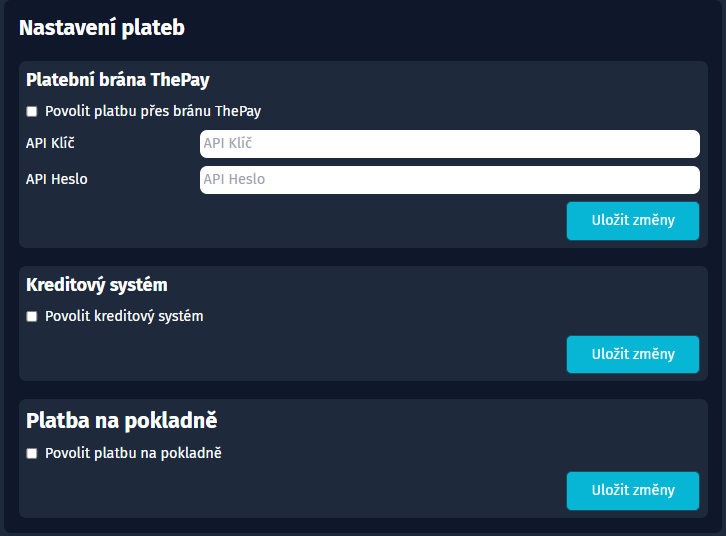 Nastavení plateb
Platební brána ThePay
Povolit platbu přes bránu ThePay
API Klíč
API Klíč
API Heslo
API Heslo
Uložit změny
Kreditový systém
Povolit kreditový systém
Uložit změny
Platba na pokladně
Povolit platbu na pokladně
Uložit změny